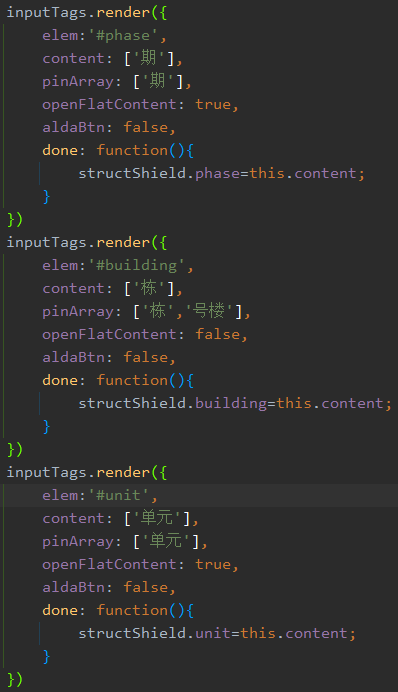 inputTags.render({
elem:'#phase',
content: ['期'],
pinArray: ['期'],
openFlatContent: true,
aldaBtn: false,
done: function(){
structShield.phase=this.content;
}
})
inputTags.render({
elem:'#building',
content: ['栋'],
pinArray: ['栋','号楼'],
openFlatContent: false,
aldaBtn: false,
done: function(){
structShield.building=this.content;
}
})
inputTags.render({
elem:'#unit',
content: ['单元'],
pinArray: ['单元'],
openFlatContent: true,
aldaBtn: false,
done: function(){
structShield.unit=this.content;
}
})